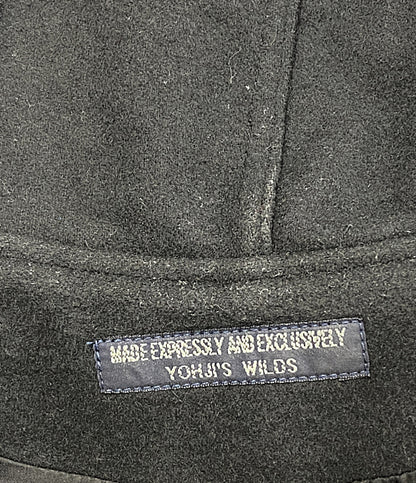 MADE EXPRESSLY AND EXCLUSIVELY
YOHJI'S WILDS